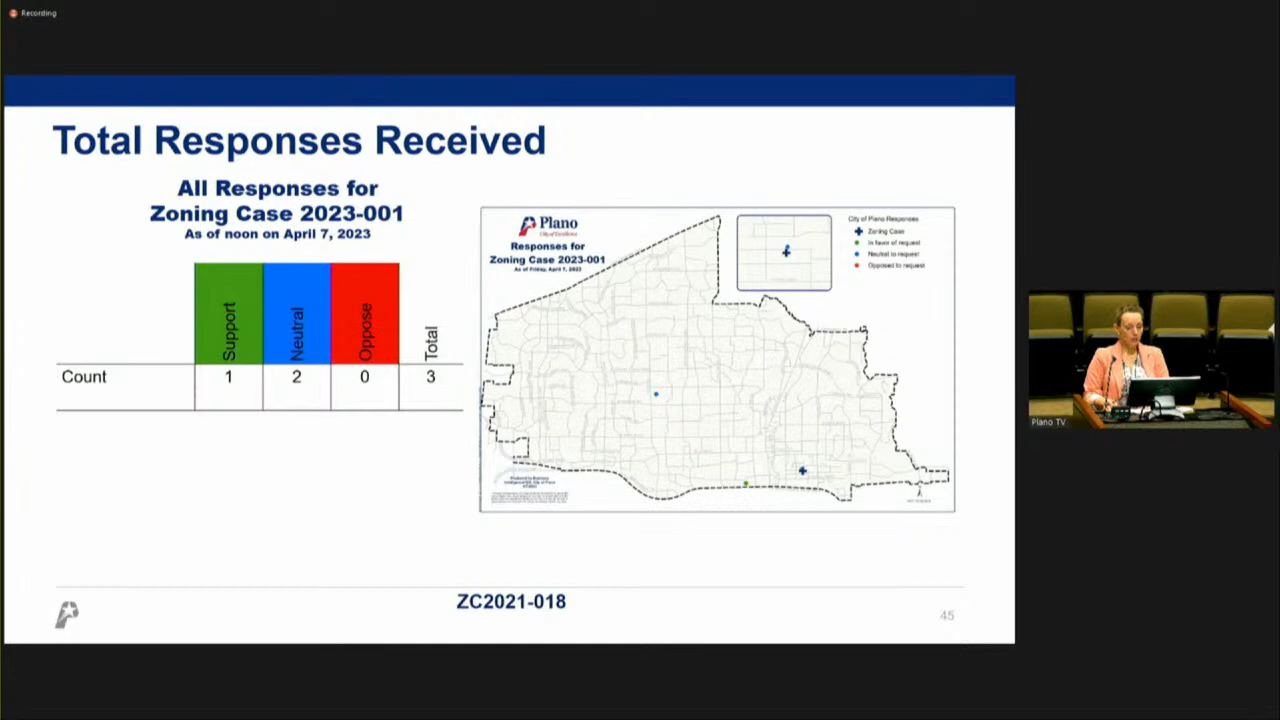 Recording
Total Responses Received
All Responses for
Zoning Case 2023-001
As of noon on April 7, 2023
Support
Neutral
Oppose
Total
Count
1
2
0
3
Plano
City of Excellence
Responses for
Zoning Case 2023-001
As of Friday, April 7, 2023
City of Plano Responses
Zoning Case
In favor of request
Neutral to request
Opposed to request
ZC2021-018
45
Plano TV